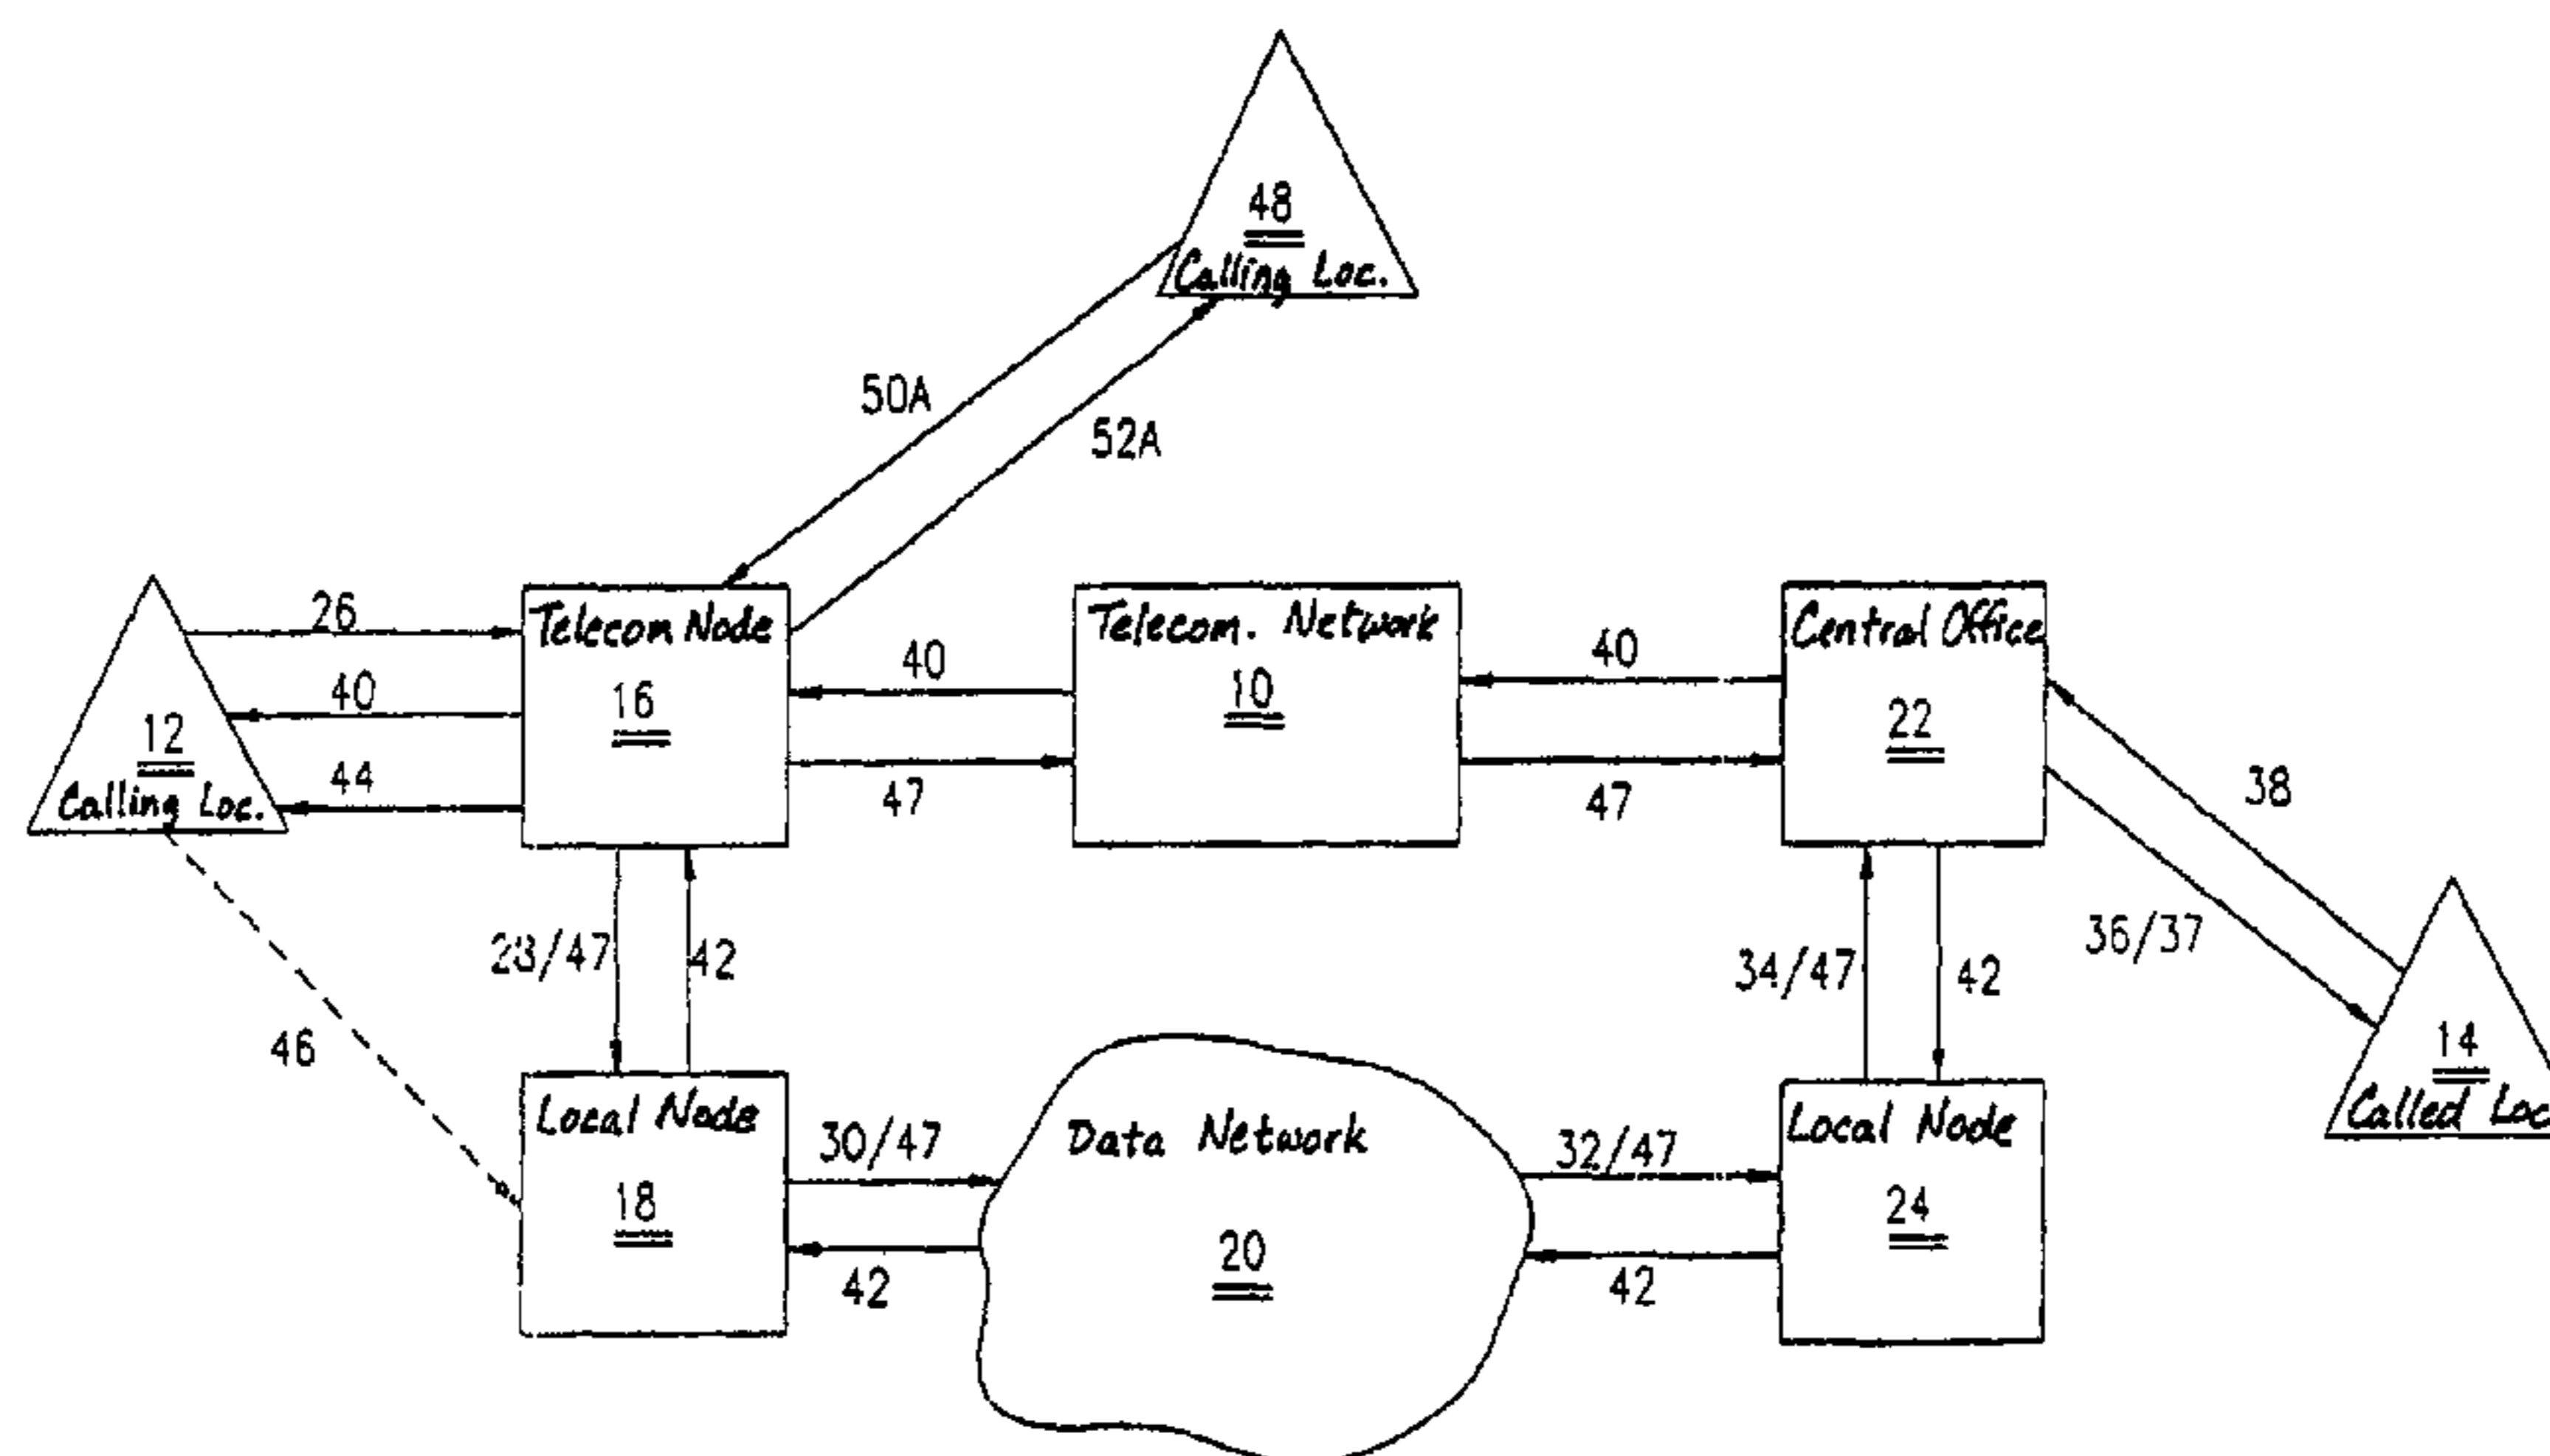 48
Calling Loc.
50A
52A
26
40
44
12
Calling Loc.
Telecom Node
16
40
47
Telecom. Network
10
40
47
Central Office
22
38
36/37
14
Called Loc
28/47
42
34/47
42
46
Local Node
18
30/47
42
Data Network
20
32/47
42
Local Node
24